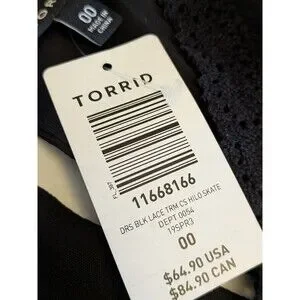 00
MADE IN
CHINA
TORRID
11668166
DRS BLK LACE TRM CS HILO SKATE
DEPT 0054
19SPR3
00
$64.90 USA
$84.90 CAN